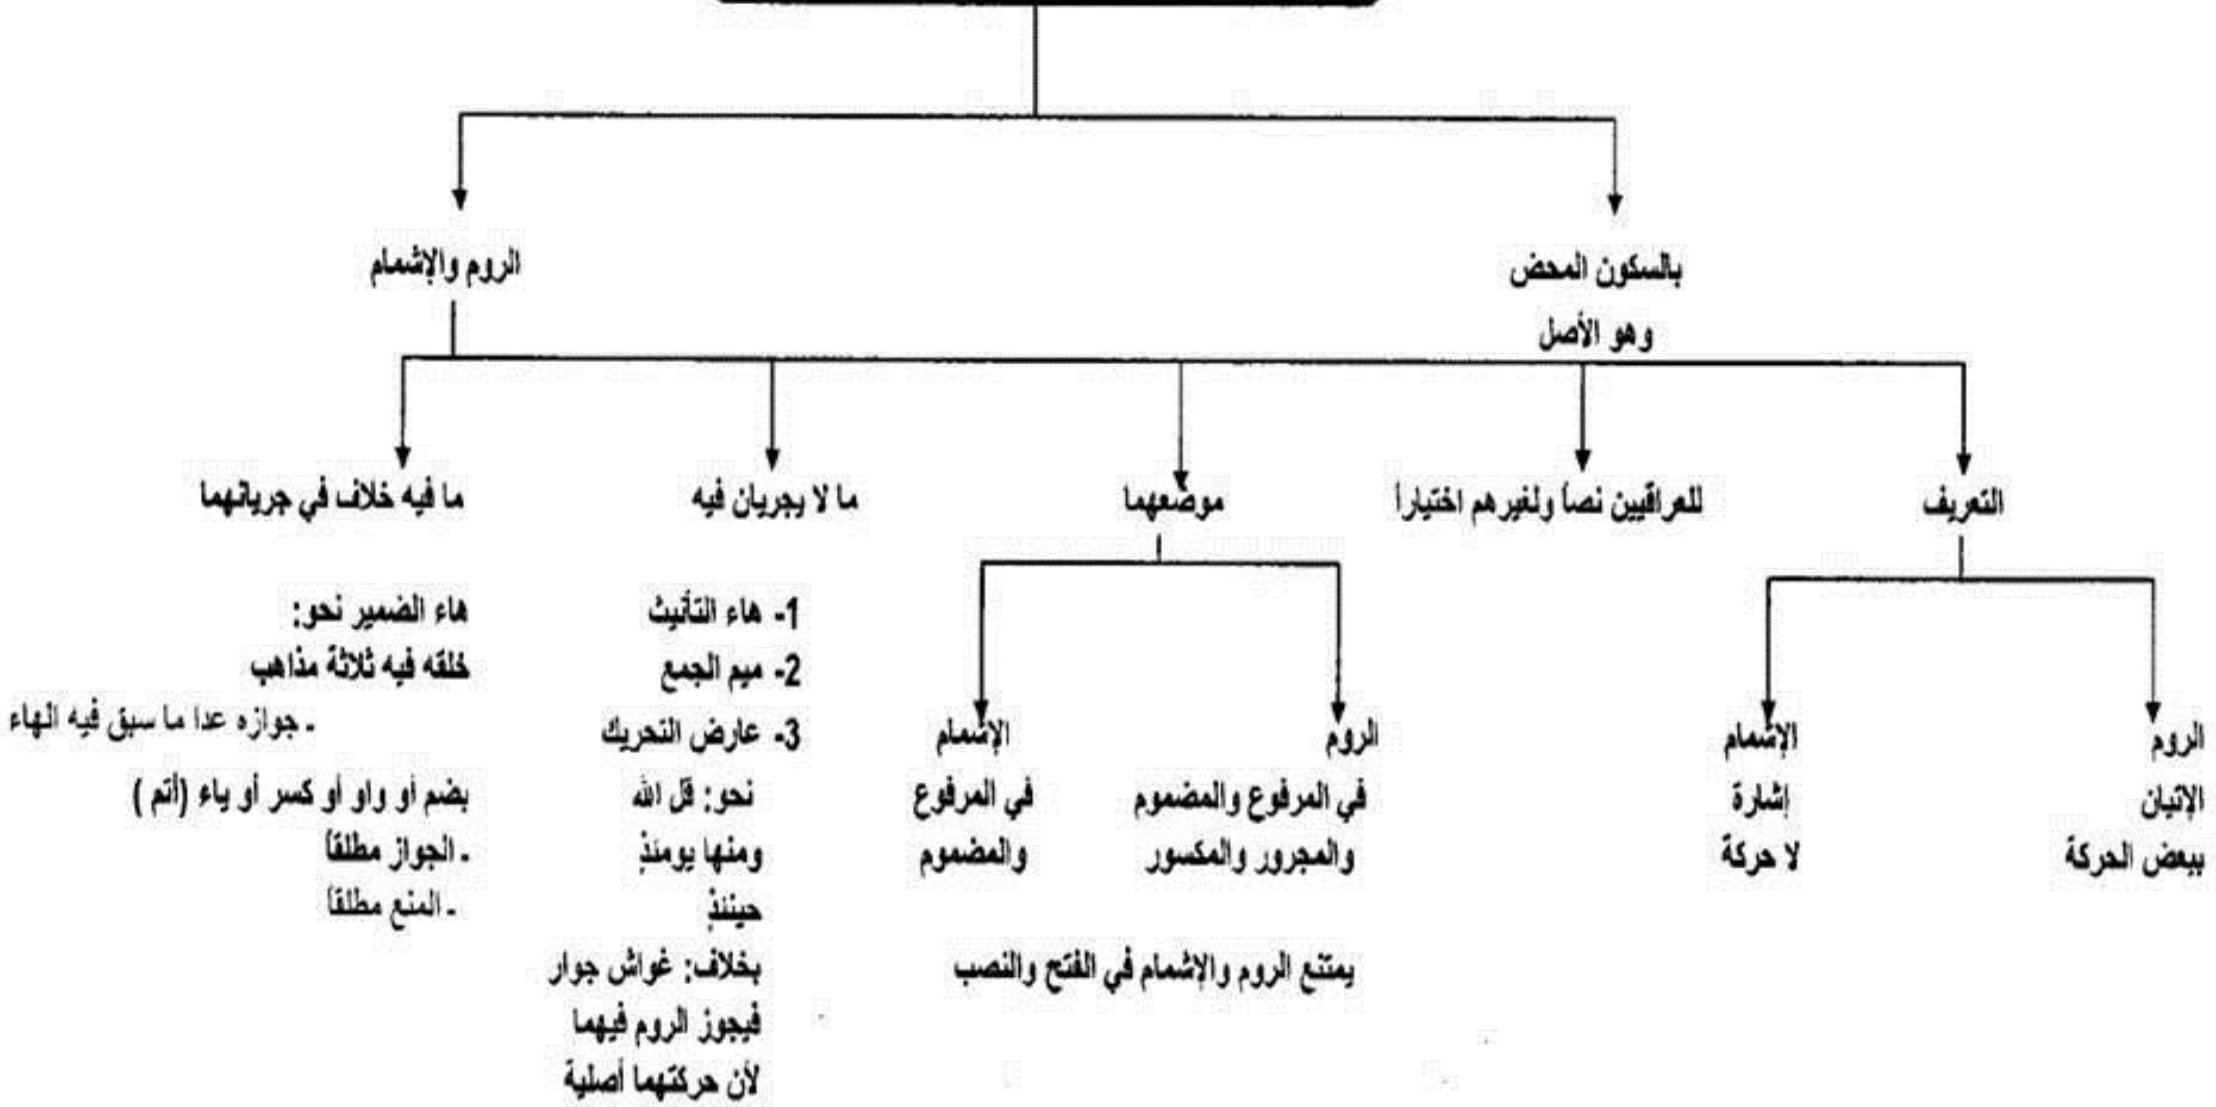 بالسكون المحض
وهو الأصل
الروم والإشمام
التعريف
للعراقيين نصاً ولغيرهم اختياراً
موضعهما
ما لا يجريان فيه
ما فيه خلاف في جريانهما
الروم
الإتيان
ببعض الحركة
الإشمام
إشارة
لا حركة
الروم
في المرفوع والمضموم
والمجرور والمكسور
الإشمام
في المرفوع
والمضموم
يمتنع الروم والإشمام في الفتح والنصب
1- هاء التأنيث
2- ميم الجمع
3- عارض التحريك
نحو: قل الله
ومنها يومئذٍ
حينئذٍ
بخلاف: غواش جوار
فيجوز الروم فيهما
لأن حركتهما أصلية
هاء الضمير نحو:
خلقه فيه ثلاثة مذاهب
- جوازه عدا ما سبق فيه الهاء
بضم أو واو أو كسر أو ياء (أتم )
- الجواز مطلقاً
- المنع مطلقاً